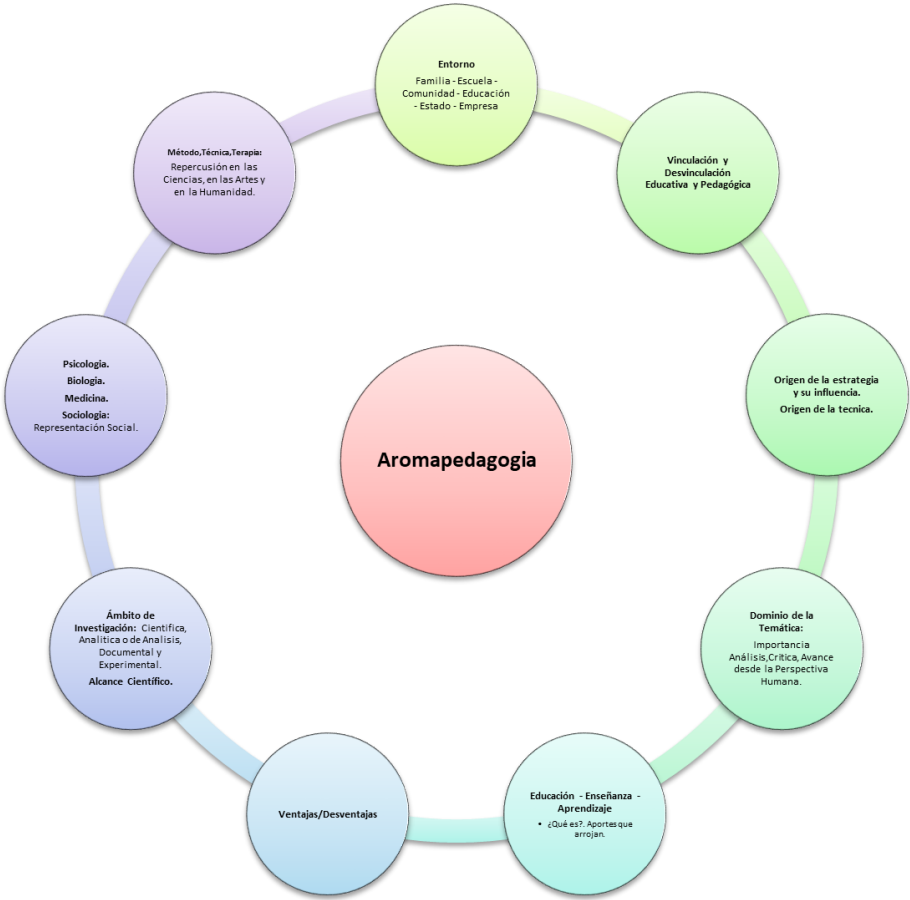 Entorno
Familia - Escuela -
Comunidad - Educación
- Estado - Empresa
Vinculación y
Desvinculación
Educativa y Pedagógica
Origen de la estrategia
y su influencia.
Origen de la tecnica.
Dominio de la
Temática:
Importancia
Análisis,Crítica, Avance
desde la Perspectiva
Humana.
Educación - Enseñanza -
Aprendizaje
• ¿Qué es?. Aportes que
arrojan.
Ventajas/Desventajas
Ámbito de
Investigación: Cientifica,
Analitica o de Analisis,
Documental y
Experimental.
Alcance Científico.
Psicologia.
Biologia.
Medicina.
Sociologia:
Representación Social.
Método,Técnica,Terapia:
Repercusión en las
Ciencias, en las Artes y
en la Humanidad.
Aromapedagogia